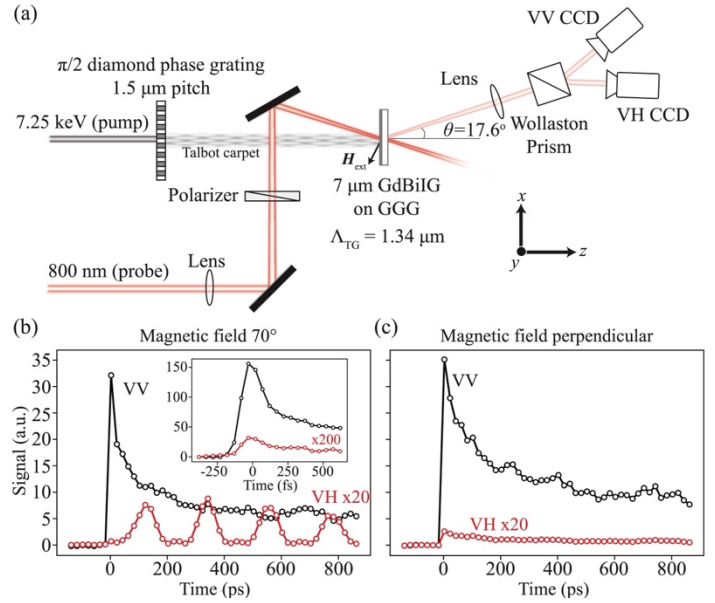 (a)
π/2 diamond phase grating
1.5 μm pitch
7.25 keV (pump)
Talbot carpet
Polarizer
800 nm (probe)
Lens
H ext
7 μm GdBiIG
on GGG
Λ TG = 1.34 μm
Lens
θ=17.6°
Wollaston
Prism
VV CCD
VH CCD
x
y
z
(b)
Magnetic field 70°
Signal (a.u.)
35
30
25
20
15
10
5
0
VV
VH x20
0 200 400 600 800
Time (ps)
150
100
50
0
x200
-250 0 250 500
Time (fs)
(c)
Magnetic field perpendicular
VV
VH x20
0 200 400 600 800
Time (ps)